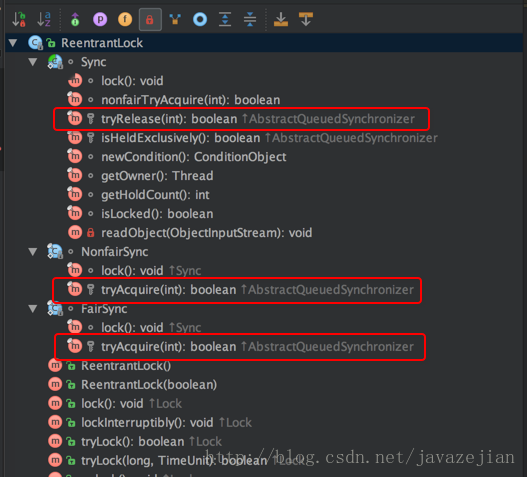 ReentrantLock
Sync
lock(): void
nonfairTryAcquire(int): boolean
tryRelease(int): boolean ↑AbstractQueuedSynchronizer
isHeldExclusively(): boolean ↑AbstractQueuedSynchronizer
newCondition(): ConditionObject
getOwner(): Thread
getHoldCount(): int
isLocked(): boolean
readObject(ObjectInputStream): void
NonfairSync
lock(): void ↑Sync
tryAcquire(int): boolean ↑AbstractQueuedSynchronizer
FairSync
lock(): void ↑Sync
tryAcquire(int): boolean ↑AbstractQueuedSynchronizer
ReentrantLock()
ReentrantLock(boolean)
lock(): void ↑Lock
lockInterruptibly(): void ↑Lock
tryLock(): boolean ↑Lock
tryLock(long, TimeUnit): boolean ↑Lock
http://blog.csdn.net/javazejian